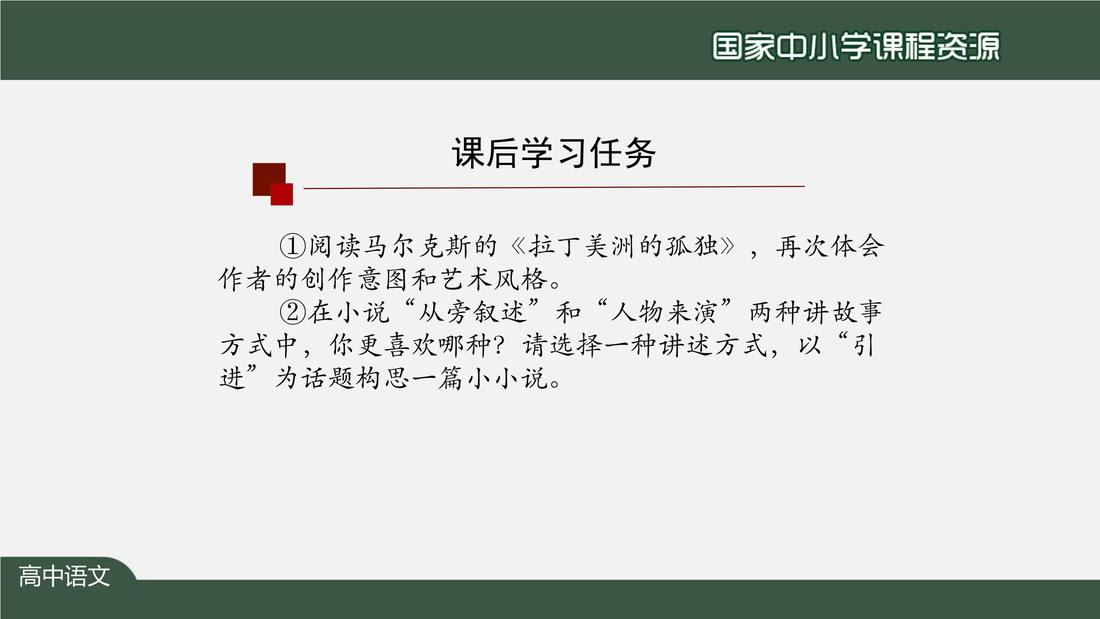 国家中小学课程资源
课后学习任务
①阅读马尔克斯的《拉丁美洲的孤独》，再次体会
作者的创作意图和艺术风格。
②在小说“从旁叙述”和“人物来演”两种讲故事
方式中，你更喜欢哪种？请选择一种讲述方式，以“引
进”为话题构思一篇小小说。
高中语文